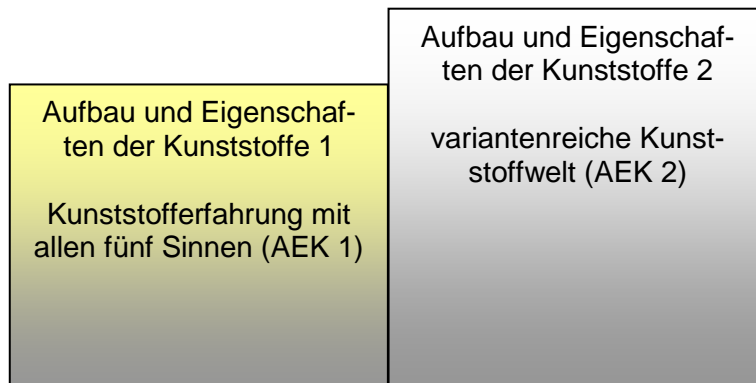 Aufbau und Eigenschaf-
ten der Kunststoffe 1
Kunststofferfahrung mit
allen fünf Sinnen (AEK 1)
Aufbau und Eigenschaf-
ten der Kunststoffe 2
variantenreiche Kunst-
stoffwelt (AEK 2)